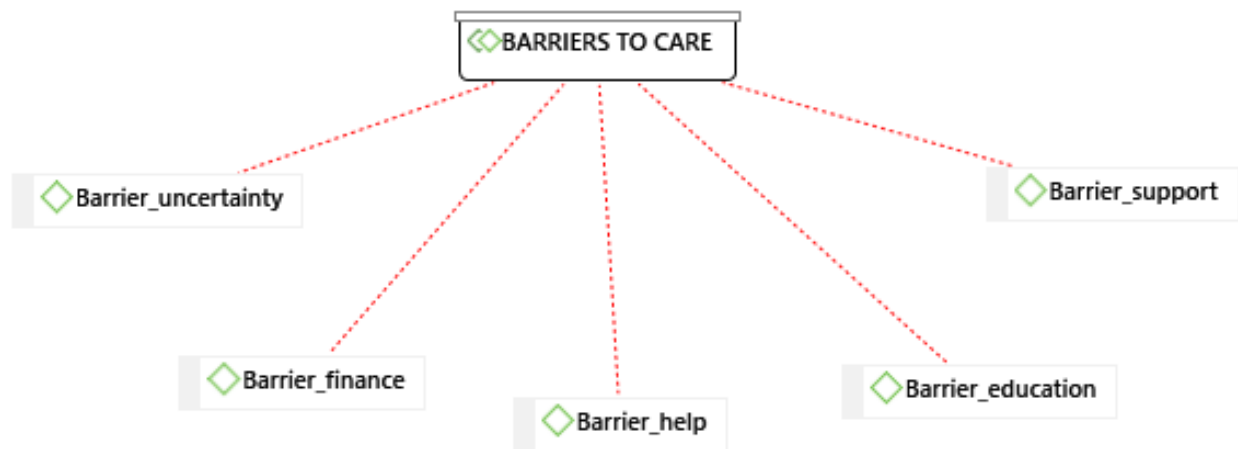 BARRIERS TO CARE
Barrier_uncertainty
Barrier_support
Barrier_finance
Barrier_education
Barrier_help